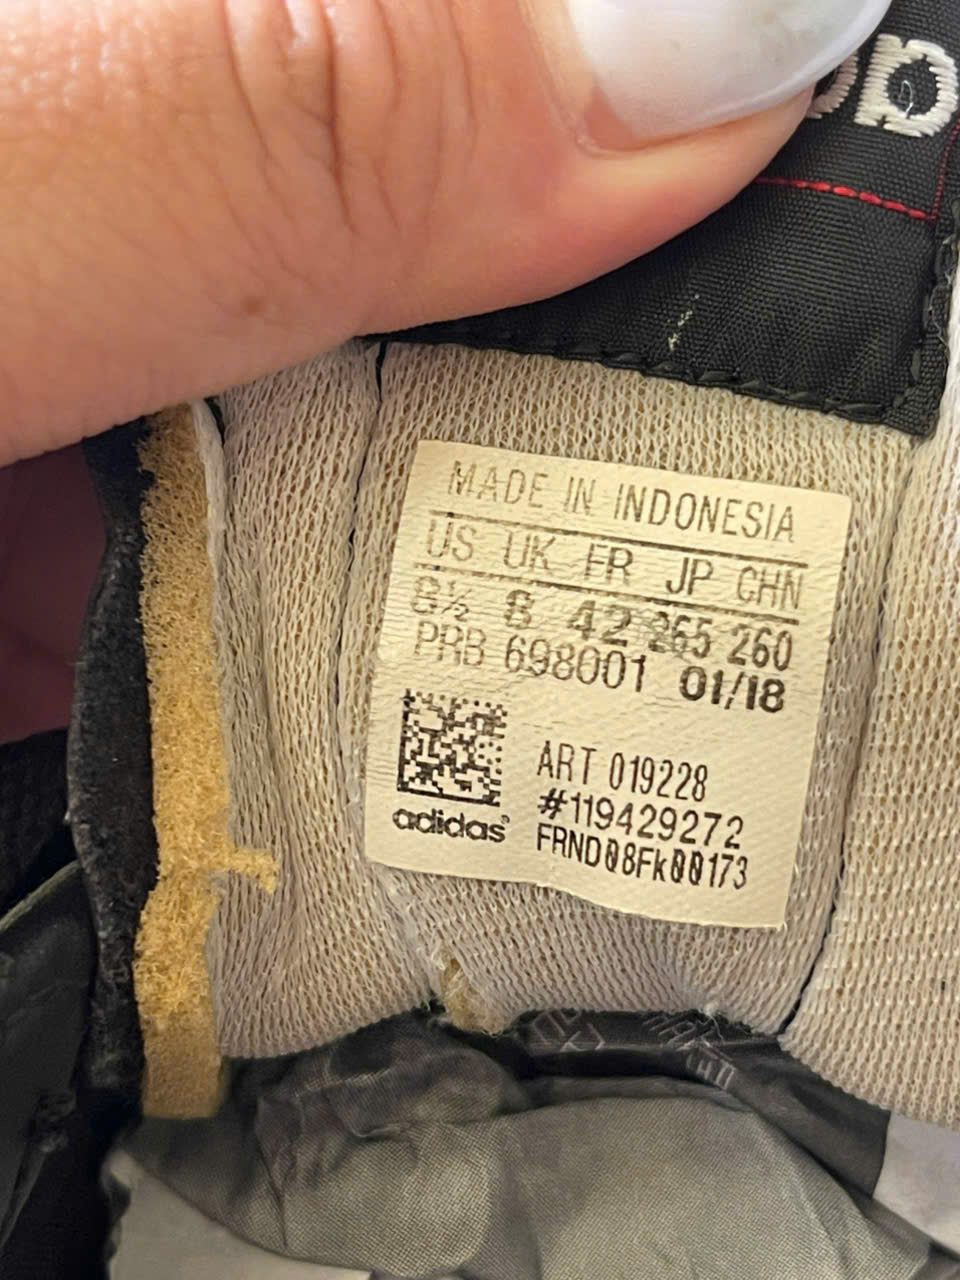 MADE IN INDONESIA
US UK FR JP CHN
8½ 8 42 265 260
PRB 698001 01/18
ART 019228
#119429272
FRND08Fk00173
adidas